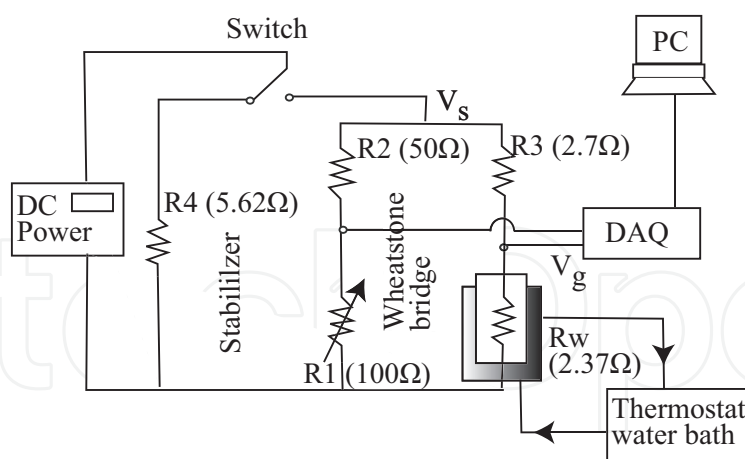 Switch
PC
Vs
R2 (50Ω)
R3 (2.7Ω)
DC
Power
R4 (5.62Ω)
Stabililzer
Wheatstone
bridge
DAQ
Vg
Rw
(2.37Ω)
R1 (100Ω)
Thermostat
water bath